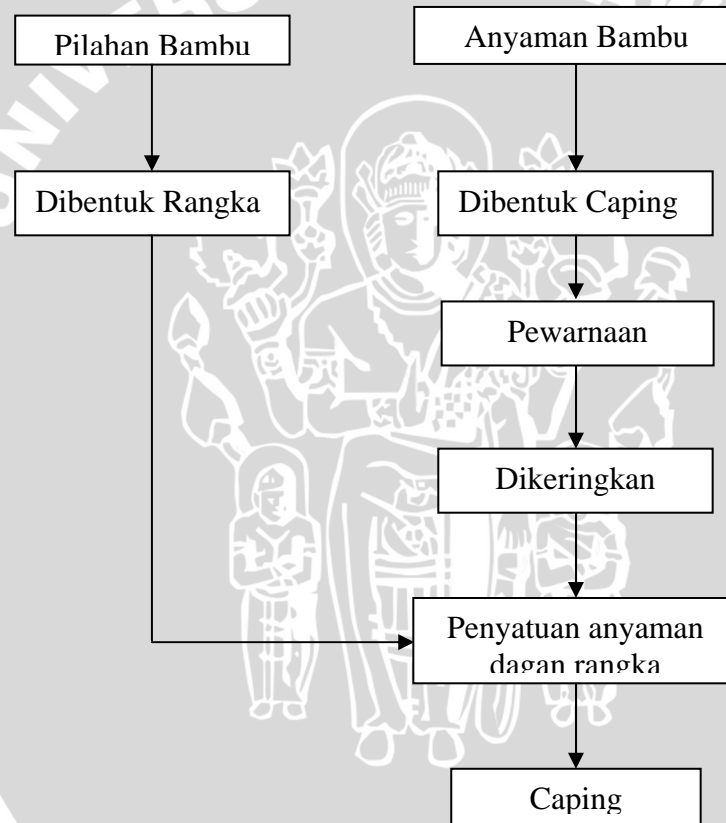 Pilahan Bambu
Anyaman Bambu
Dibentuk Rangka
Dibentuk Caping
Pewarnaan
Dikeringkan
Penyatuan anyaman
dagan rangka
Caping